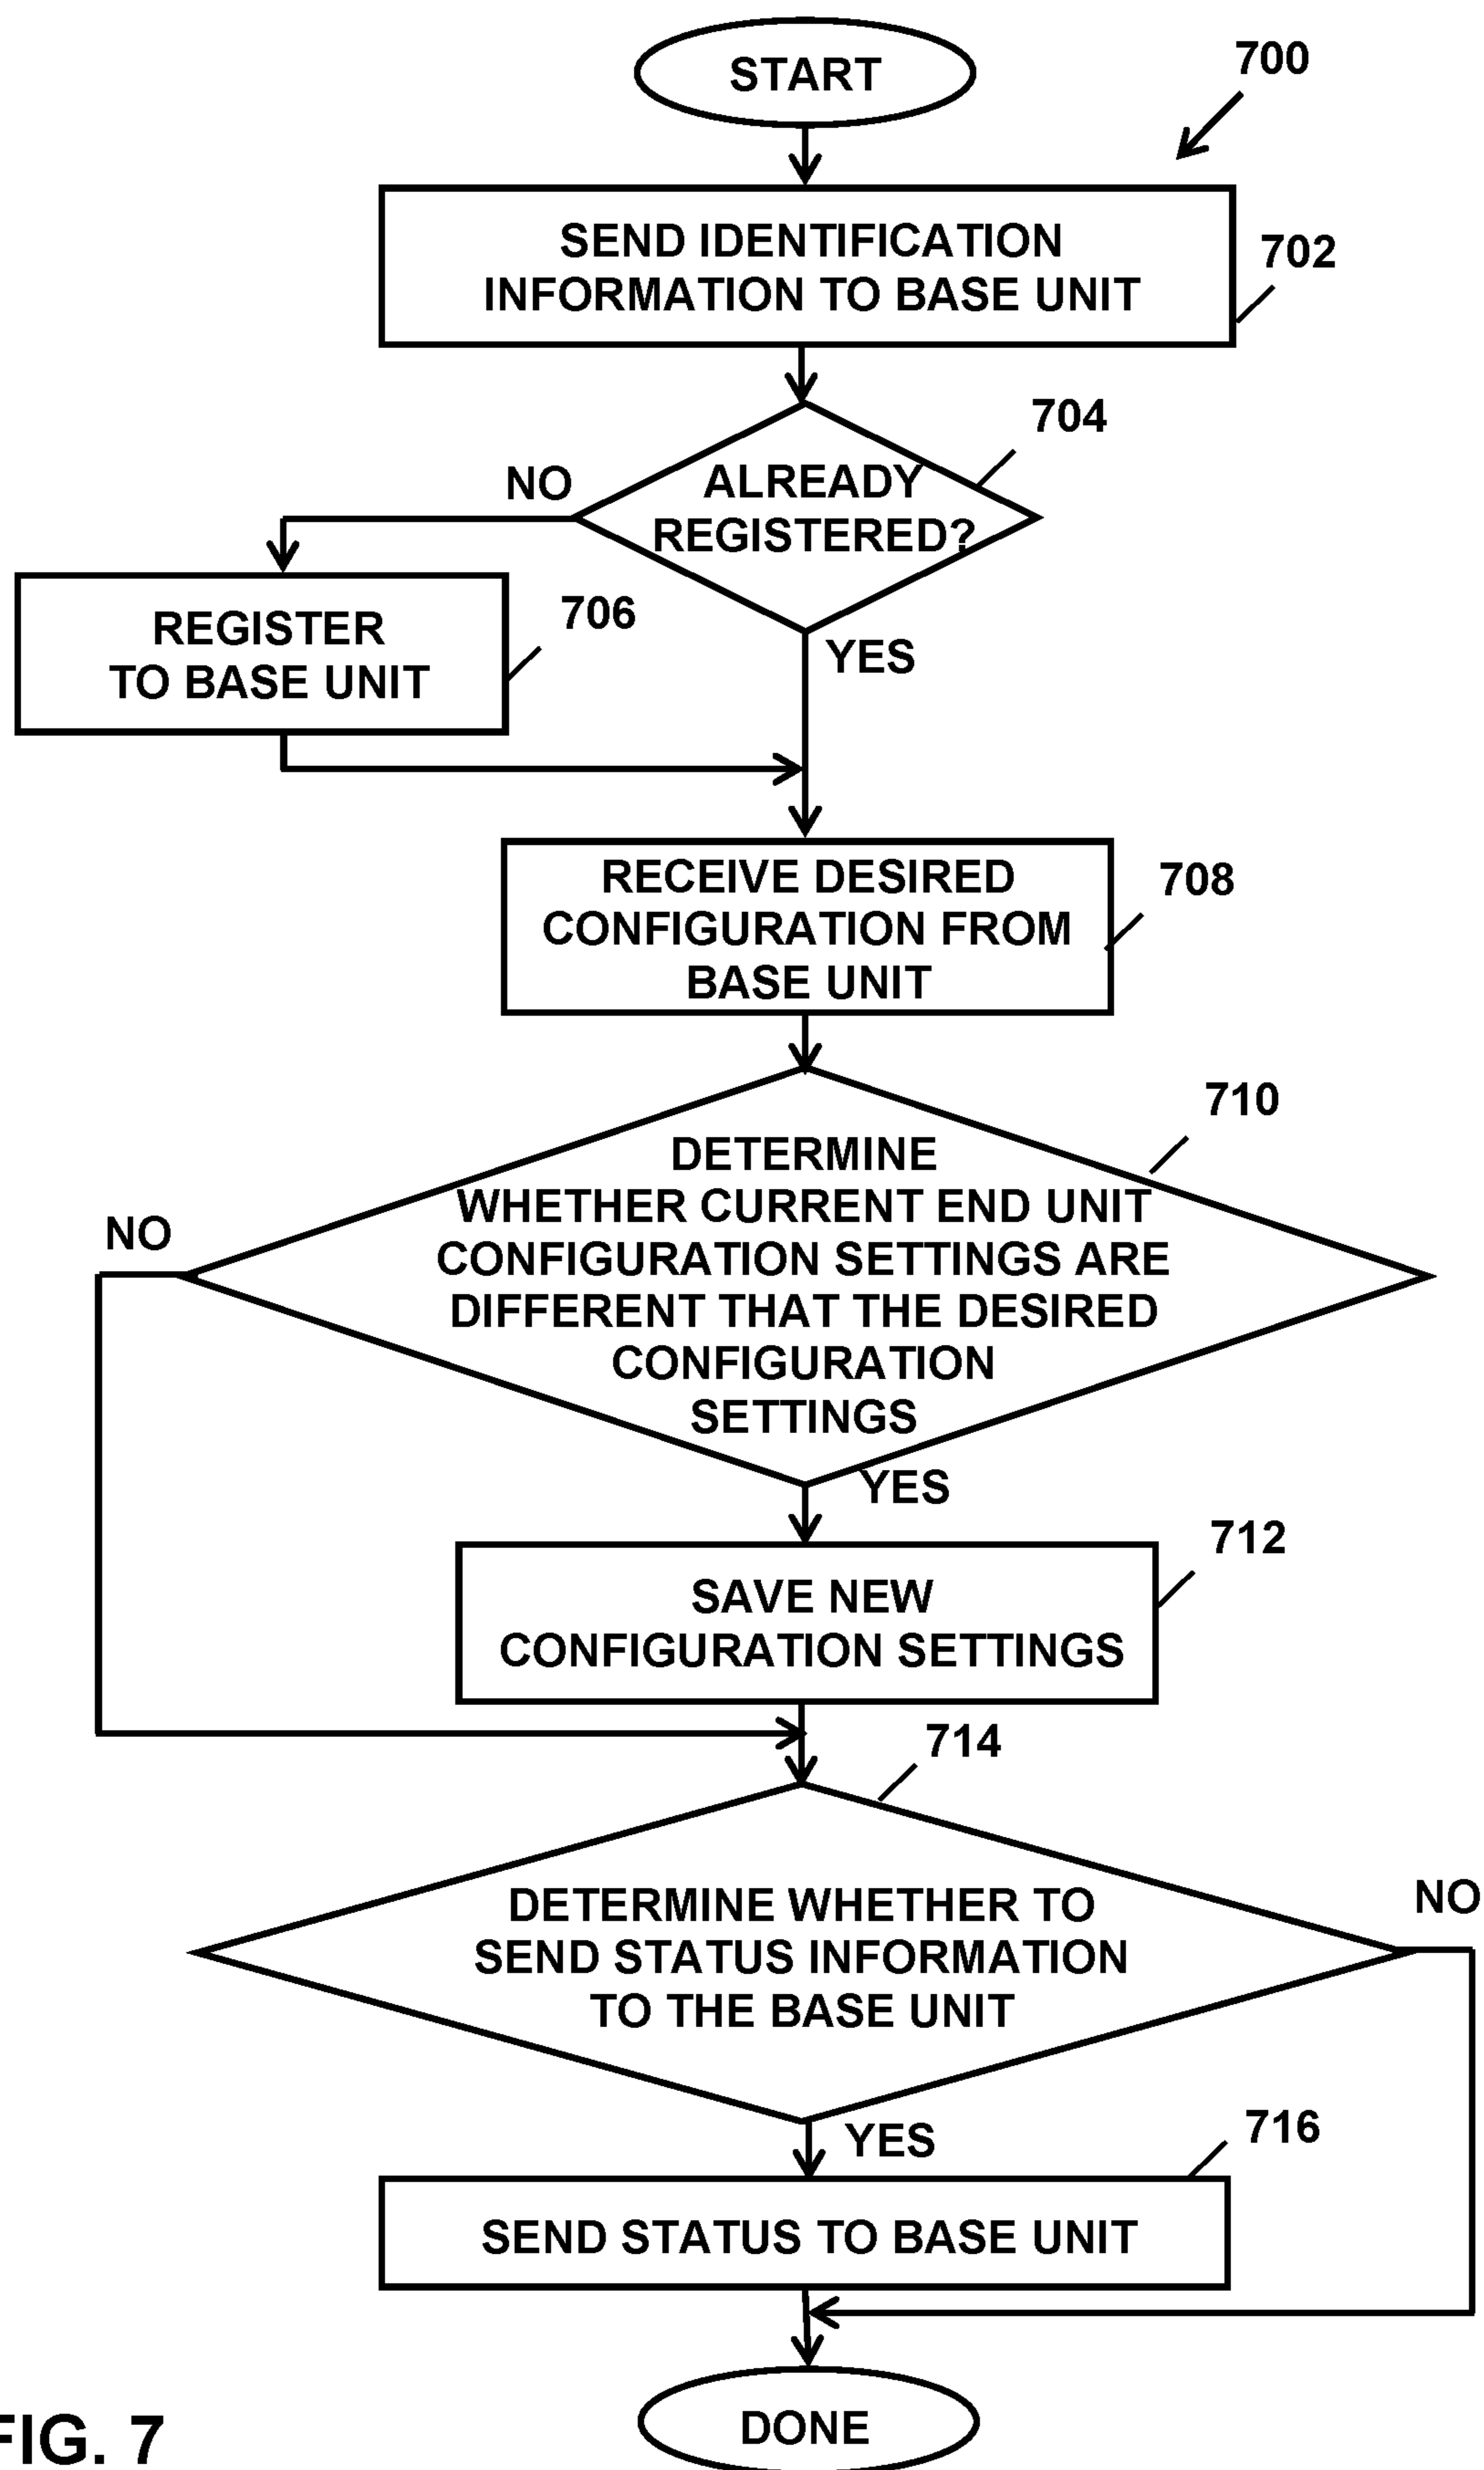 START
700
SEND IDENTIFICATION
INFORMATION TO BASE UNIT
702
704
ALREADY
REGISTERED?
NO
YES
706
REGISTER
TO BASE UNIT
RECEIVE DESIRED
CONFIGURATION FROM
BASE UNIT
708
710
DETERMINE
WHETHER CURRENT END UNIT
CONFIGURATION SETTINGS ARE
DIFFERENT THAT THE DESIRED
CONFIGURATION
SETTINGS
NO
YES
712
SAVE NEW
CONFIGURATION SETTINGS
714
DETERMINE WHETHER TO
SEND STATUS INFORMATION
TO THE BASE UNIT
NO
YES
716
SEND STATUS TO BASE UNIT
DONE
FIG. 7